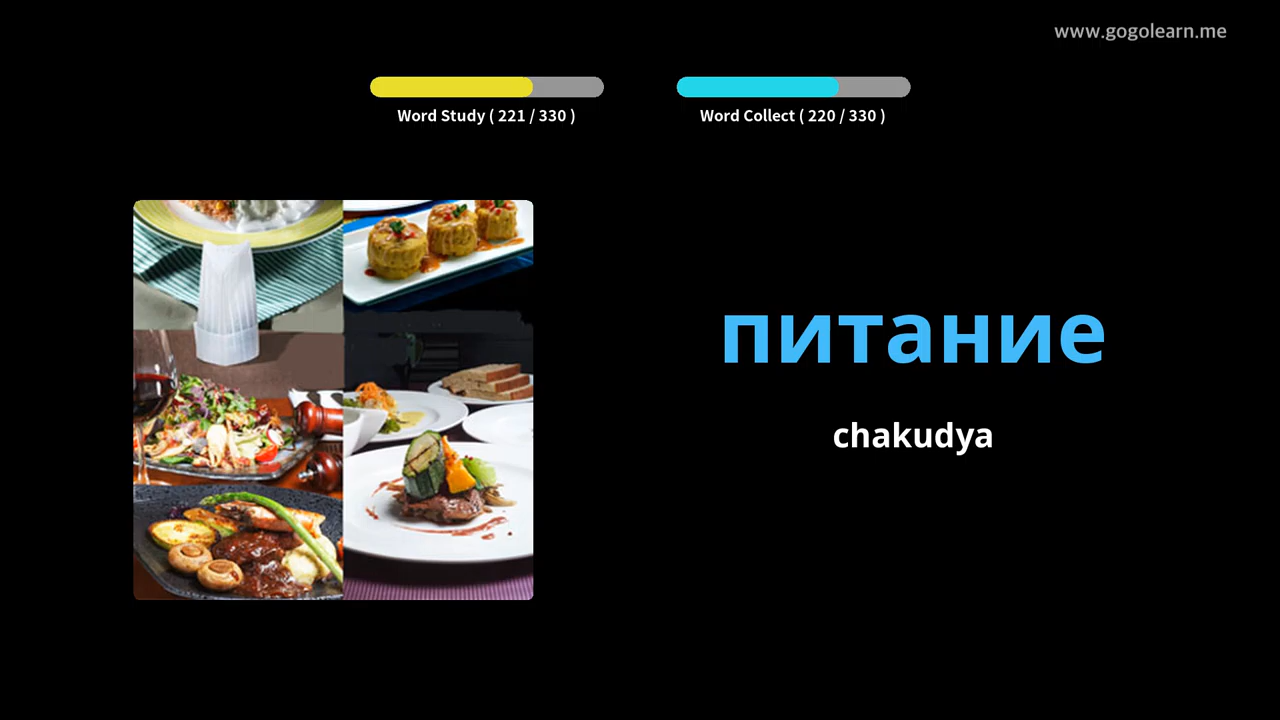 www.gogolearn.me
Word Study ( 221 / 330 )
Word Collect ( 220 / 330 )
питание
chakudya